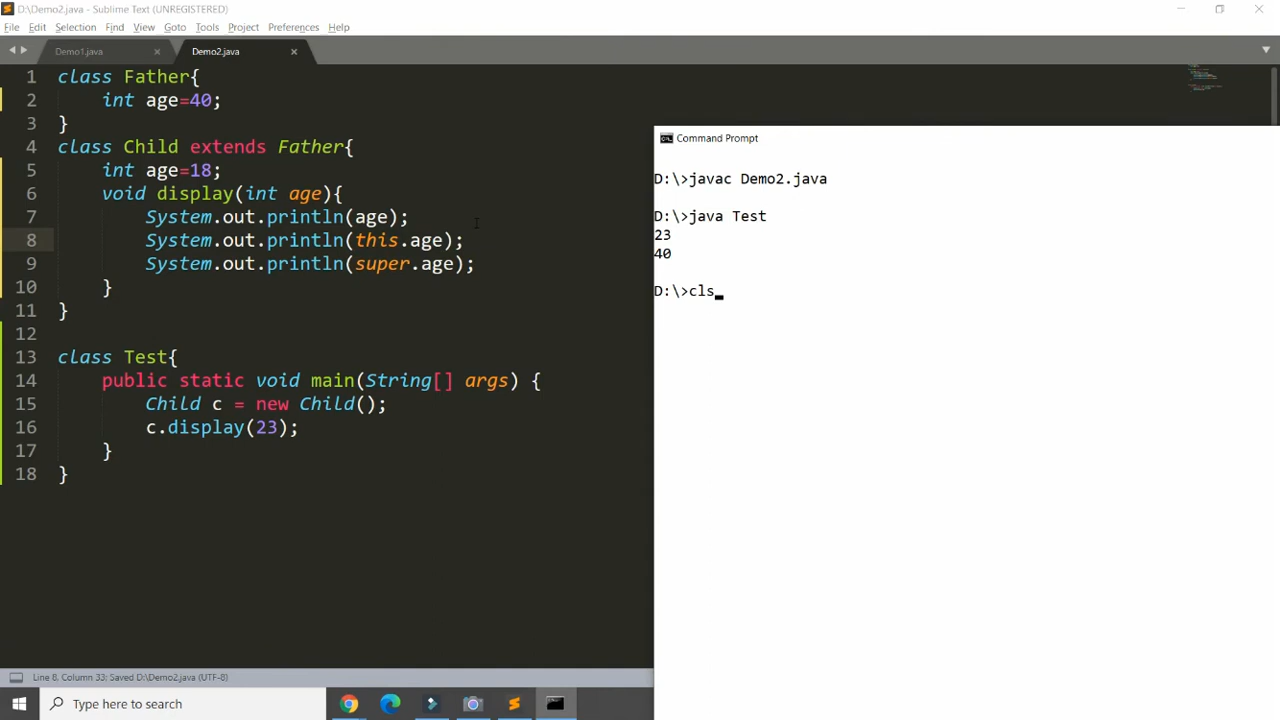 D:\Demo2.java - Sublime Text (UNREGISTERED)
File Edit Selection Find View Goto Tools Project Preferences Help
Demo1.java Demo2.java
1 class Father{
2 int age=40;
3 }
4 class Child extends Father{
5 int age=18;
6 void display(int age){
7 System.out.println(age);
8 System.out.println(this.age);
9 System.out.println(super.age);
10 }
11 }
12
13 class Test{
14 public static void main(String[] args) {
15 Child c = new Child();
16 c.display(23);
17 }
18 }
Command Prompt
D:\>javac Demo2.java
D:\>java Test
23
40
D:\>cls
Line 8, Column 33; Saved D:\Demo2.java (UTF-8)
Type here to search